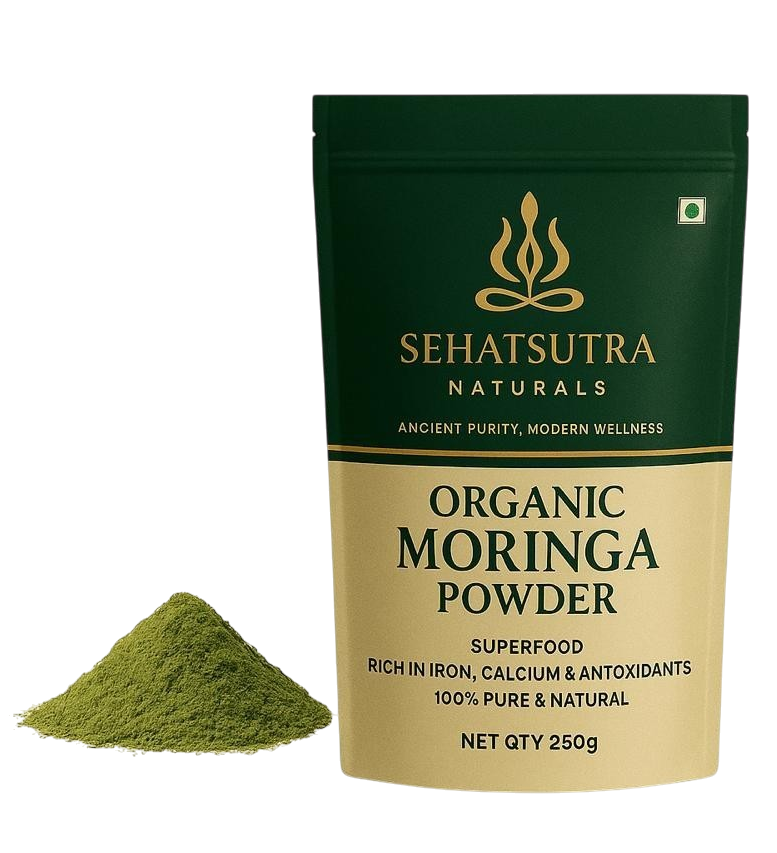 SEHATSUTRA
NATURALS
ANCIENT PURITY, MODERN WELLNESS
ORGANIC
MORINGA
POWDER
SUPERFOOD
RICH IN IRON, CALCIUM & ANTOXIDANTS
100% PURE & NATURAL
NET QTY 250g